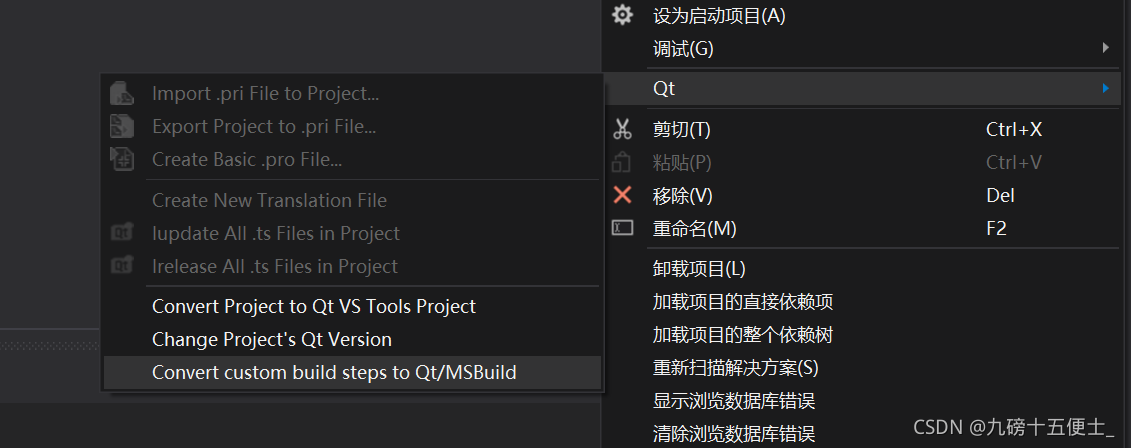 设为启动项目(A)
调试(G)
Qt
剪切(T) Ctrl+X
粘贴(P) Ctrl+V
移除(V) Del
重命名(M) F2
卸载项目(L)
加载项目的直接依赖项
加载项目的整个依赖树
重新扫描解决方案(S)
显示浏览数据库错误
清除浏览数据库错误
Import .pri File to Project...
Export Project to .pri File...
Create Basic .pro File...
Create New Translation File
lupdate All .ts Files in Project
lrelease All .ts Files in Project
Convert Project to Qt VS Tools Project
Change Project's Qt Version
Convert custom build steps to Qt/MSBuild
CSDN @九磅十五便士_